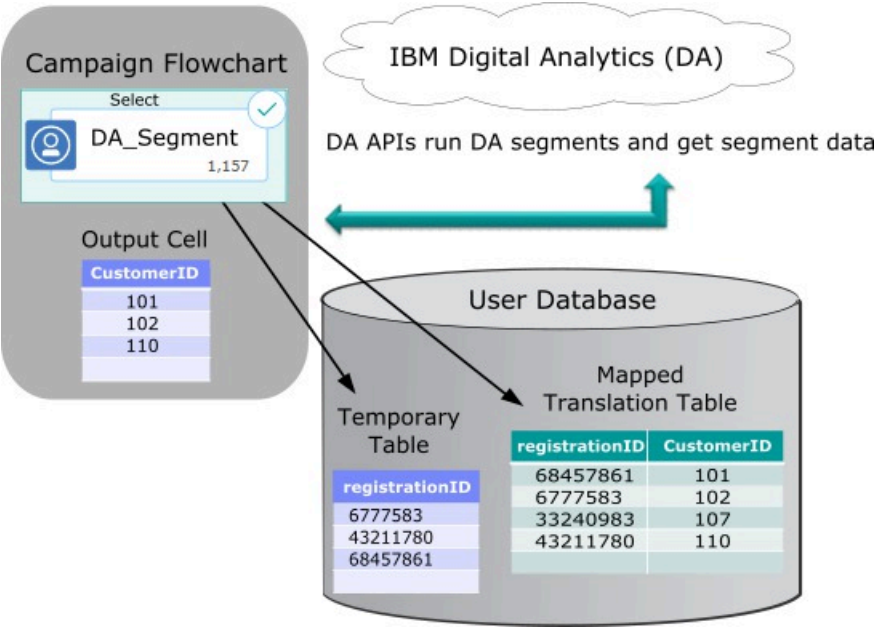 Campaign Flowchart
Select
DA_Segment
1,157
Output Cell
CustomerID
101
102
110
IBM Digital Analytics (DA)
DA APIs run DA segments and get segment data
User Database
Temporary
Table
registrationID
6777583
43211780
68457861
Mapped
Translation Table
registrationID CustomerID
68457861 101
6777583 102
33240983 107
43211780 110